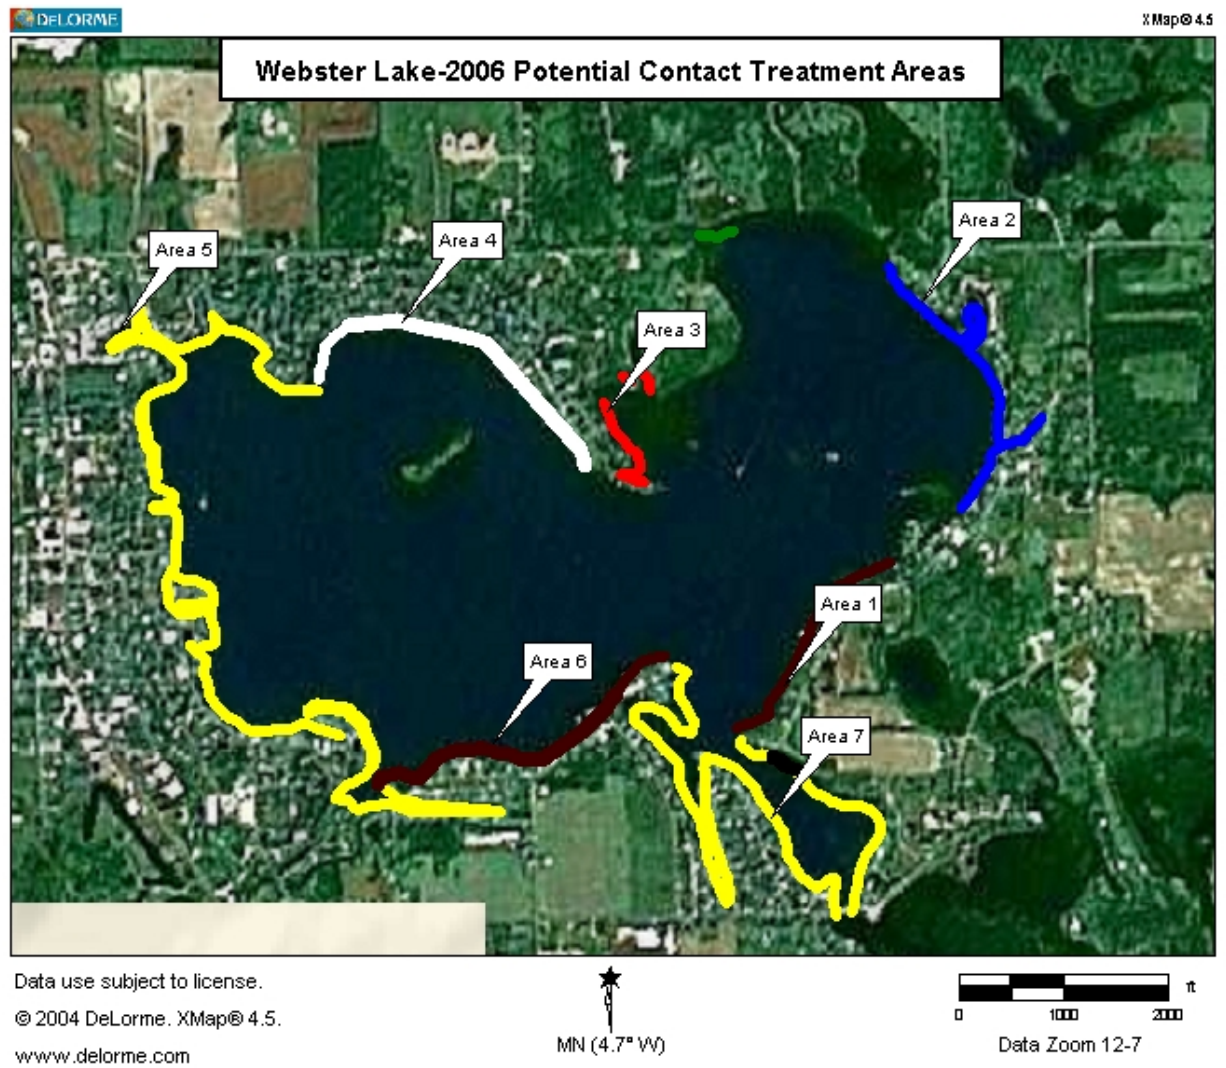 DELORME
XMap® 4.5
Webster Lake-2006 Potential Contact Treatment Areas
Area 2
Area 4
Area 5
Area 3
Area 1
Area 6
Area 7
Data use subject to license.
© 2004 DeLorme. XMap® 4.5.
www.delorme.com
MN (4.7° W)
ft
0 1000 2000
Data Zoom 12-7